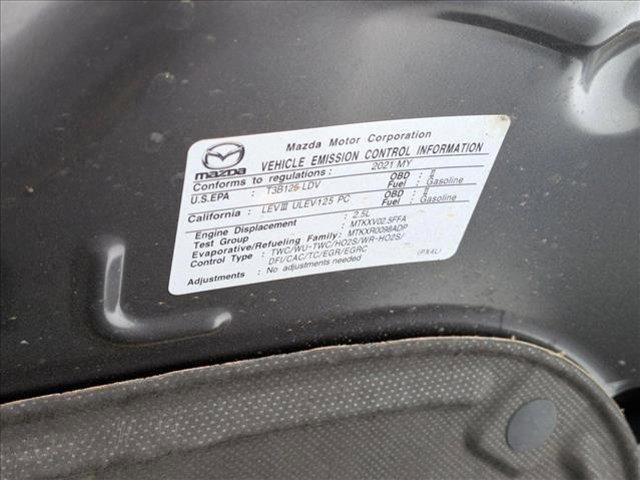 Mazda Motor Corporation
mazda
VEHICLE EMISSION CONTROL INFORMATION
Conforms to regulations : 2021 MY
U.S.EPA : T3B125 LDV OBD : II
Fuel : Gasoline
California : LEVIII ULEV125 PC OBD : II
Fuel : Gasoline
Engine Displacement : 2.5L
Test Group : MTKXV02.5FFA
Evaporative/Refueling Family: MTKXR0098ADP
Control Type : TWC/WU-TWC/HO2S/WR-HO2S/
DFI/CAC/TC/EGR/EGRC
Adjustments : No adjustments needed
(PX4L)